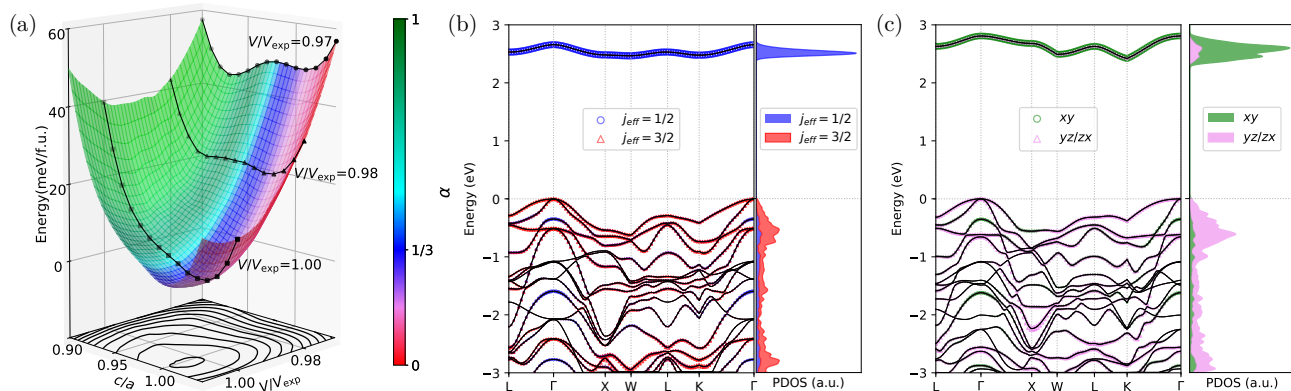 (a)
60
40
20
0
Energy(meV/f.u.)
V/V_exp=0.97
V/V_exp=0.98
V/V_exp=1.00
0.90
0.95
1.00
c/a
1.00
0.98
V/V_exp
1
1/3
0
α
(b)
3
2
1
0
−1
−2
−3
Energy (eV)
j_eff = 1/2
j_eff = 3/2
j_eff = 1/2
j_eff = 3/2
L Γ X W L K Γ
PDOS (a.u.)
(c)
3
2
1
0
−1
−2
−3
Energy (eV)
xy
yz/zx
xy
yz/zx
L Γ X W L K Γ
PDOS (a.u.)